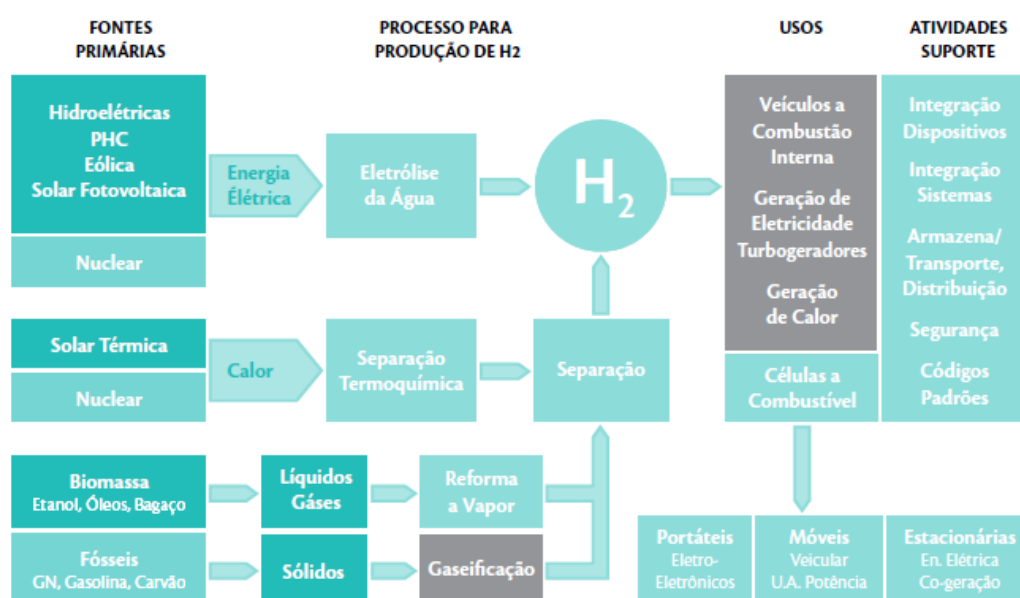 FONTES
PRIMÁRIAS
PROCESSO PARA
PRODUÇÃO DE H2
USOS
ATIVIDADES
SUPORTE
Hidroelétricas
PHC
Eólica
Solar Fotovoltaica
Nuclear
Energia
Élétrica
Eletrólise
da Água
H2
Veículos a
Combustão
Interna
Geração de
Eletricidade
Turbogeradores
Geração
de Calor
Células a
Combustível
Integração
Dispositivos
Integração
Sistemas
Armazena/
Transporte,
Distribuição
Segurança
Códigos
Padrões
Solar Térmica
Nuclear
Calor
Separação
Termoquímica
Separação
Biomassa
Etanol, Óleos, Bagaço
Líquidos
Gáses
Reforma
a Vapor
Fósseis
GN, Gasolina, Carvão
Sólidos
Gaseificação
Portáteis
Eletro-
Eletrônicos
Móveis
Veicular
U.A. Potência
Estacionárias
En. Elétrica
Co-geração